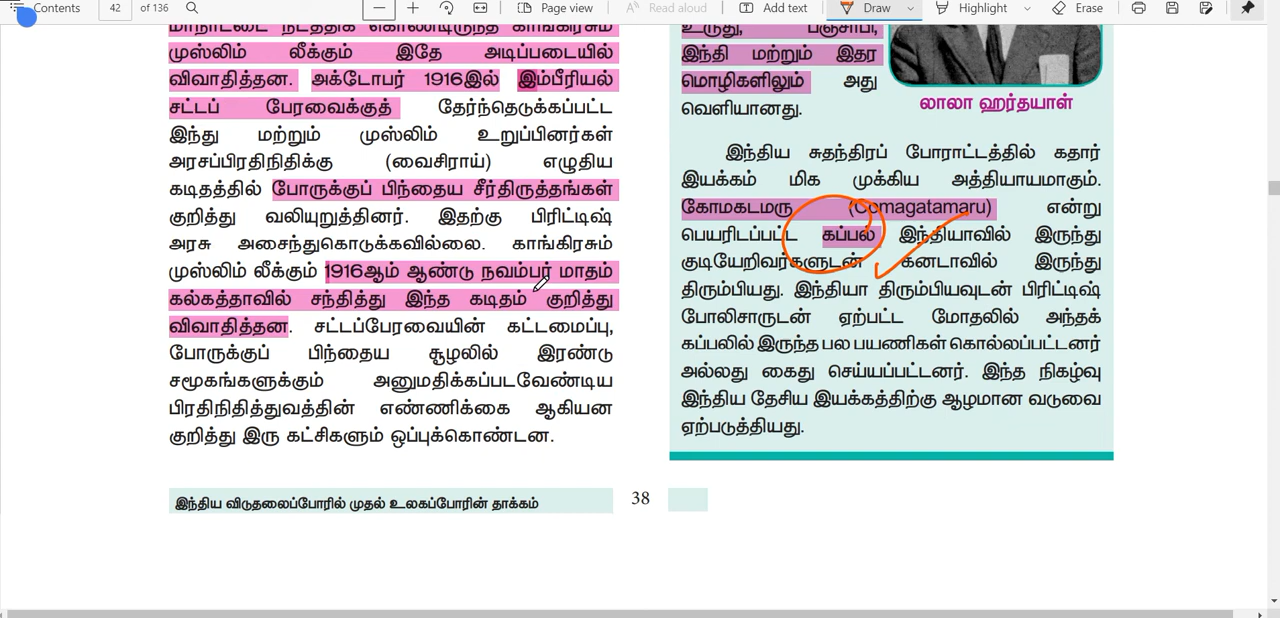 Contents 42 of 136 Page view Read aloud Add text Draw Highlight Erase
மாநாட்டை நடத்திக் கொண்டிருந்த காங்கிரசும்
முஸ்லிம் லீக்கும் இதே அடிப்படையில்
விவாதித்தன. அக்டோபர் 1916இல் இம்பீரியல்
சட்டப் பேரவைக்குத் தேர்ந்தெடுக்கப்பட்ட
இந்து மற்றும் முஸ்லிம் உறுப்பினர்கள்
அரசப்பிரதிநிதிக்கு (வைசிராய்) எழுதிய
கடிதத்தில் போருக்குப் பிந்தைய சீர்திருத்தங்கள்
குறித்து வலியுறுத்தினர். இதற்கு பிரிட்டிஷ்
அரசு அசைந்துகொடுக்கவில்லை. காங்கிரசும்
முஸ்லிம் லீக்கும் 1916ஆம் ஆண்டு நவம்பர் மாதம்
கல்கத்தாவில் சந்தித்து இந்த கடிதம் குறித்து
விவாதித்தன. சட்டப்பேரவையின் கட்டமைப்பு,
போருக்குப் பிந்தைய சூழலில் இரண்டு
சமூகங்களுக்கும் அனுமதிக்கப்படவேண்டிய
பிரதிநிதித்துவத்தின் எண்ணிக்கை ஆகியன
குறித்து இரு கட்சிகளும் ஒப்புக்கொண்டன.
உருது, பஞ்சாபி,
இந்தி மற்றும் இதர
மொழிகளிலும் அது
வெளியானது.
லாலா ஹர்தயாள்
இந்திய சுதந்திரப் போராட்டத்தில் கதார்
இயக்கம் மிக முக்கிய அத்தியாயமாகும்.
கோமகடமரு (Comagatamaru) என்று
பெயரிடப்பட்ட கப்பல் இந்தியாவில் இருந்து
குடியேறிவர்களுடன் கனடாவில் இருந்து
திரும்பியது. இந்தியா திரும்பியவுடன் பிரிட்டிஷ்
போலிசாருடன் ஏற்பட்ட மோதலில் அந்தக்
கப்பலில் இருந்த பல பயணிகள் கொல்லப்பட்டனர்
அல்லது கைது செய்யப்பட்டனர். இந்த நிகழ்வு
இந்திய தேசிய இயக்கத்திற்கு ஆழமான வடுவை
ஏற்படுத்தியது.
இந்திய விடுதலைப்போரில் முதல் உலகப்போரின் தாக்கம் 38